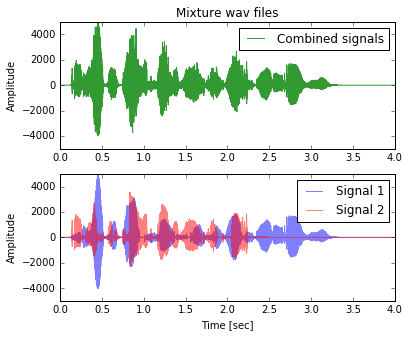 Mixture wav files
Amplitude
4000
2000
0
−2000
−4000
Combined signals
0.0 0.5 1.0 1.5 2.0 2.5 3.0 3.5 4.0
Amplitude
4000
2000
0
−2000
−4000
Signal 1
Signal 2
0.0 0.5 1.0 1.5 2.0 2.5 3.0 3.5 4.0
Time [sec]